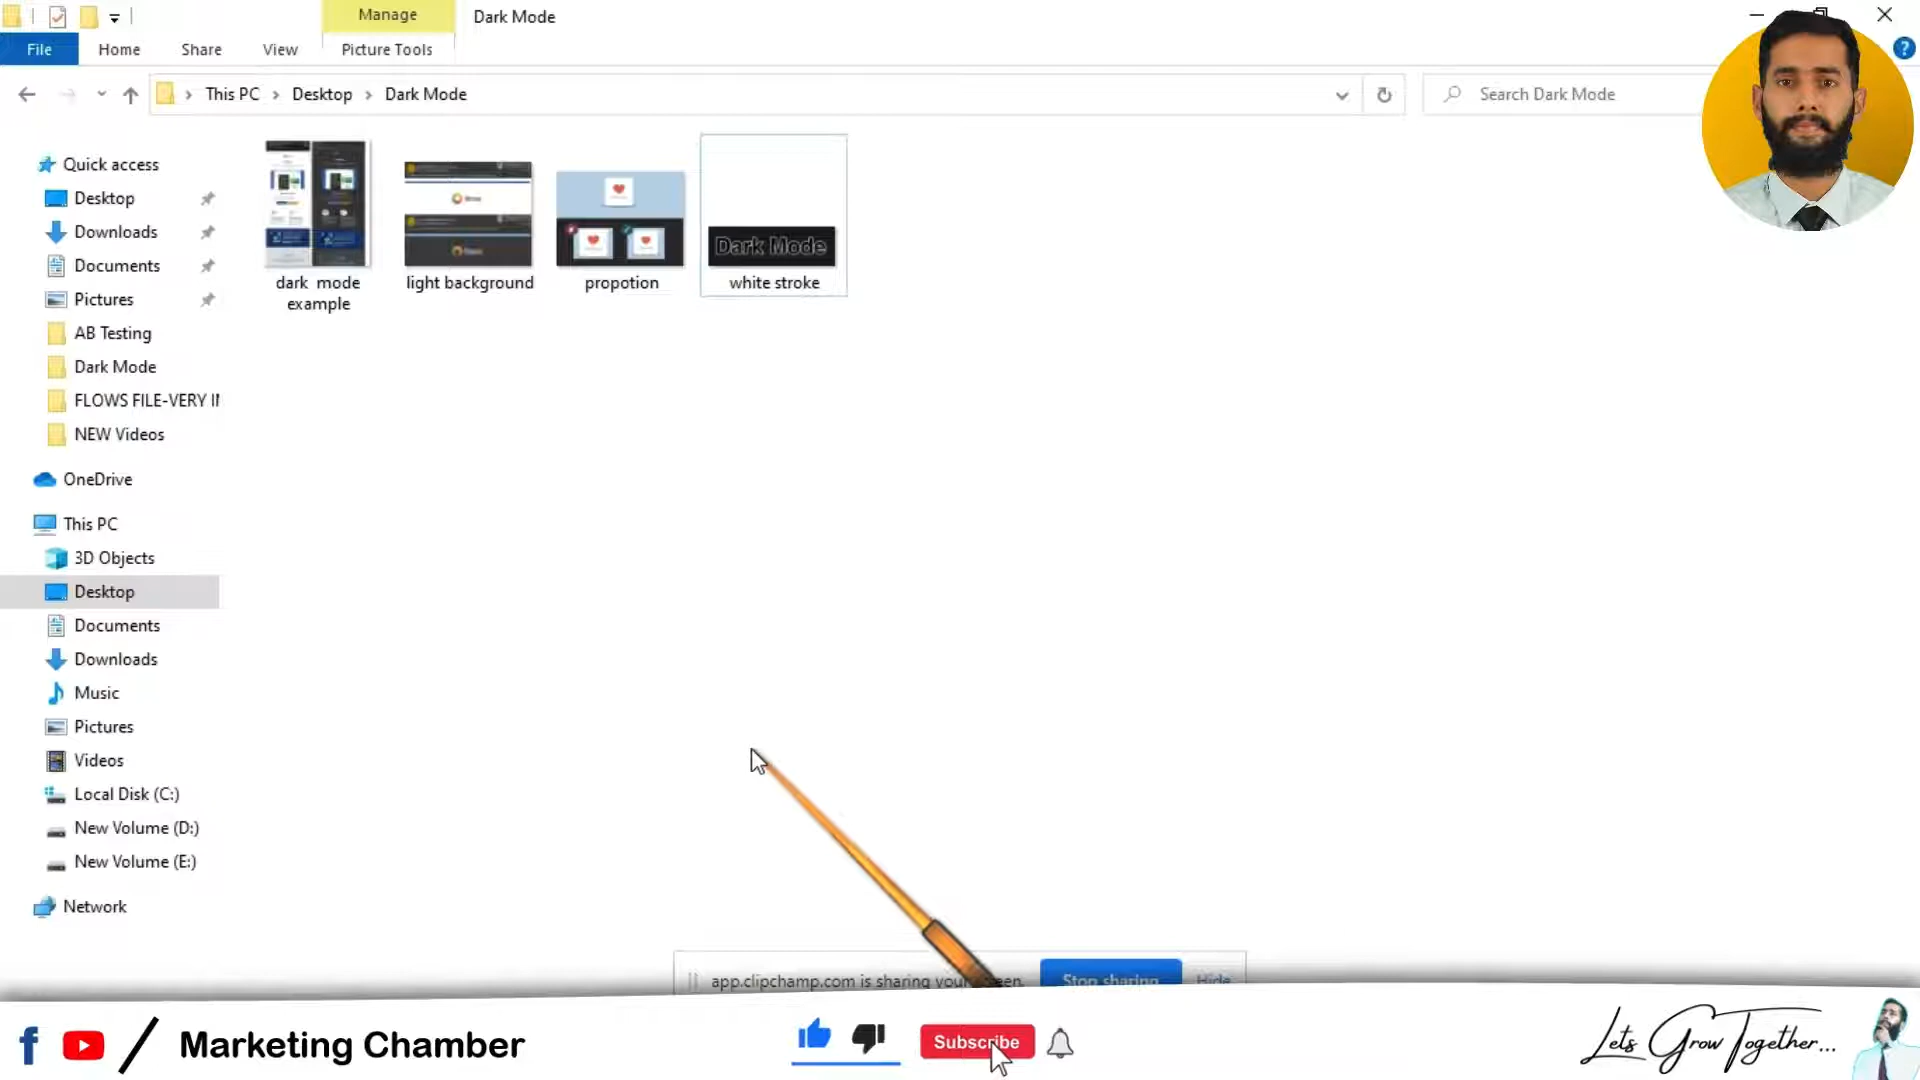 Manage
Dark Mode
File
Home
Share
View
Picture Tools
This PC
Desktop
Dark Mode
Search Dark Mode
Quick access
Desktop
Downloads
Documents
Pictures
AB Testing
Dark Mode
FLOWS FILE-VERY
NEW Videos
OneDrive
This PC
3D Objects
Desktop
Documents
Downloads
Music
Pictures
Videos
Local Disk (C:)
New Volume (D:)
New Volume (E:)
Network
Dark Mode
dark mode
example
light background
propotion
white stroke
app.clipchamp.com is sharing your screen.
Stop sharing
Hide
Marketing Chamber
Subscribe
Lets Grow Together...